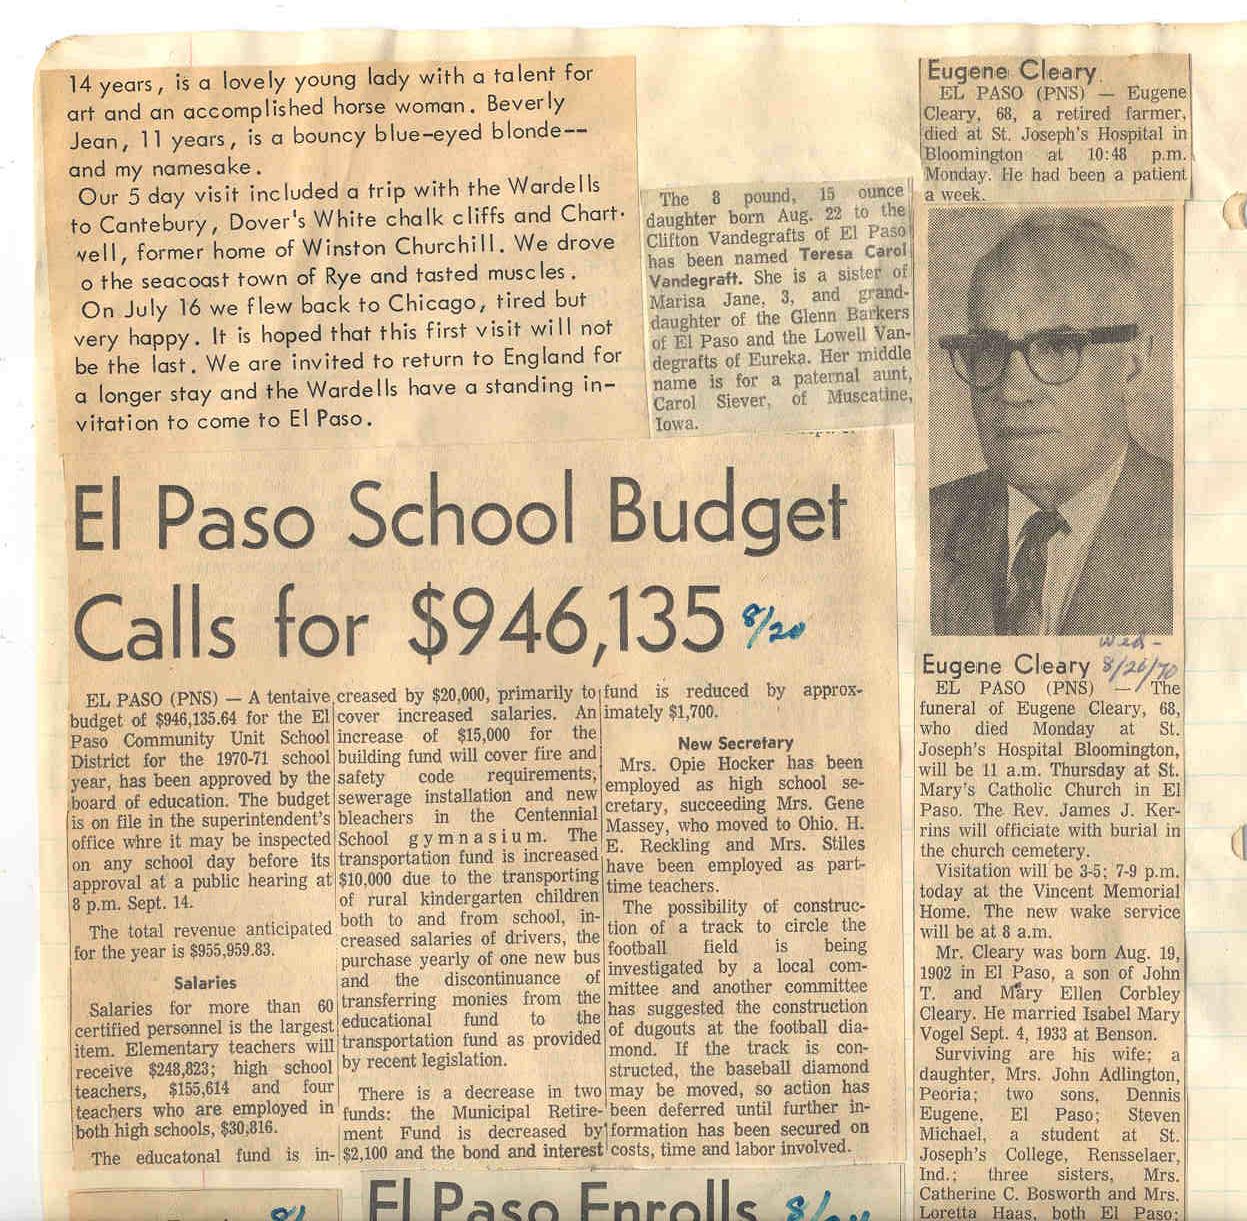 14 years, is a lovely young lady with a talent for
art and an accomplished horse woman. Beverly
Jean, 11 years, is a bouncy blue-eyed blonde--
and my namesake.
Our 5 day visit included a trip with the Wardells
to Cantebury, Dover's White chalk cliffs and Chart-
vell, former home of Winston Churchill. We drove
o the seacoast town of Rye and tasted muscles.
On July 16 we flew back to Chicago, tired but
very happy. It is hoped that this first visit will not
be the last. We are invited to return to England for
a longer stay and the Wardells have a standing in-
vitation to come to El Paso.
The 8 pound, 15 ounce
daughter born Aug. 22 to the
Clifton Vandegrafts of El Paso
has been named Teresa Carol
Vandegraft. She is a sister of
Marisa Jane, 3, and grand-
daughter of the Glenn Barkers
of El Paso and the Lowell Van-
degrafts of Eureka. Her middle
name is for a paternal aunt,
Carol Siever, of Muscatine,
Iowa.
Eugene Cleary
EL PASO (PNS) — Eugene
Cleary, 68, a retired farmer,
died at St. Joseph's Hospital in
Bloomington at 10:48 p.m.
Monday. He had been a patient
a week.
El Paso School Budget
Calls for $946,135 8/20
EL PASO (PNS) — A tentaive
budget of $946,135.64 for the El
Paso Community Unit School
District for the 1970-71 school
year, has been approved by the
board of education. The budget
is on file in the superintendent's
office whre it may be inspected
on any school day before its
approval at a public hearing at
8 p.m. Sept. 14.
The total revenue anticipated
for the year is $955,959.83.
Salaries
Salaries for more than 60
certified personnel is the largest
item. Elementary teachers will
receive $248,823; high school
teachers, $155,614 and four
teachers who are employed in
both high schools, $30,816.
The educatonal fund is in-
creased by $20,000, primarily to
cover increased salaries. An
increase of $15,000 for the
building fund will cover fire and
safety code requirements,
sewerage installation and new
bleachers in the Centennial
School gymnasium. The
transportation fund is increased
$10,000 due to the transporting
of rural kindergarten children
both to and from school, in-
creased salaries of drivers, the
purchase yearly of one new bus
and the discontinuance of
transferring monies from the
educational fund to the
transportation fund as provided
by recent legislation.
There is a decrease in two
funds: the Municipal Retire-
ment Fund is decreased by
$2,100 and the bond and interest
fund is reduced by approx-
imately $1,700.
New Secretary
Mrs. Opie Hocker has been
employed as high school se-
cretary, succeeding Mrs. Gene
Massey, who moved to Ohio. H.
E. Reckling and Mrs. Stiles
have been employed as part-
time teachers.
The possibility of construc-
tion of a track to circle the
football field is being
investigated by a local com-
mittee and another committee
has suggested the construction
of dugouts at the football dia-
mond. If the track is con-
structed, the baseball diamond
may be moved, so action has
been deferred until further in-
formation has been secured on
costs, time and labor involved.
Wed-
8/26/70
Eugene Cleary
EL PASO (PNS) — The
funeral of Eugene Cleary, 68,
who died Monday at St.
Joseph's Hospital Bloomington,
will be 11 a.m. Thursday at St.
Mary's Catholic Church in El
Paso. The Rev. James J. Ker-
rins will officiate with burial in
the church cemetery.
Visitation will be 3-5; 7-9 p.m.
today at the Vincent Memorial
Home. The new wake service
will be at 8 a.m.
Mr. Cleary was born Aug. 19,
1902 in El Paso, a son of John
T. and Mary Ellen Corbley
Cleary. He married Isabel Mary
Vogel Sept. 4, 1933 at Benson.
Surviving are his wife; a
daughter, Mrs. John Adlington,
Peoria; two sons, Dennis
Eugene, El Paso; Steven
Michael, a student at St.
Joseph's College, Rensselaer,
Ind.; three sisters, Mrs.
Catherine C. Bosworth and Mrs.
Loretta Haas, both El Paso;
El Paso Enrolls